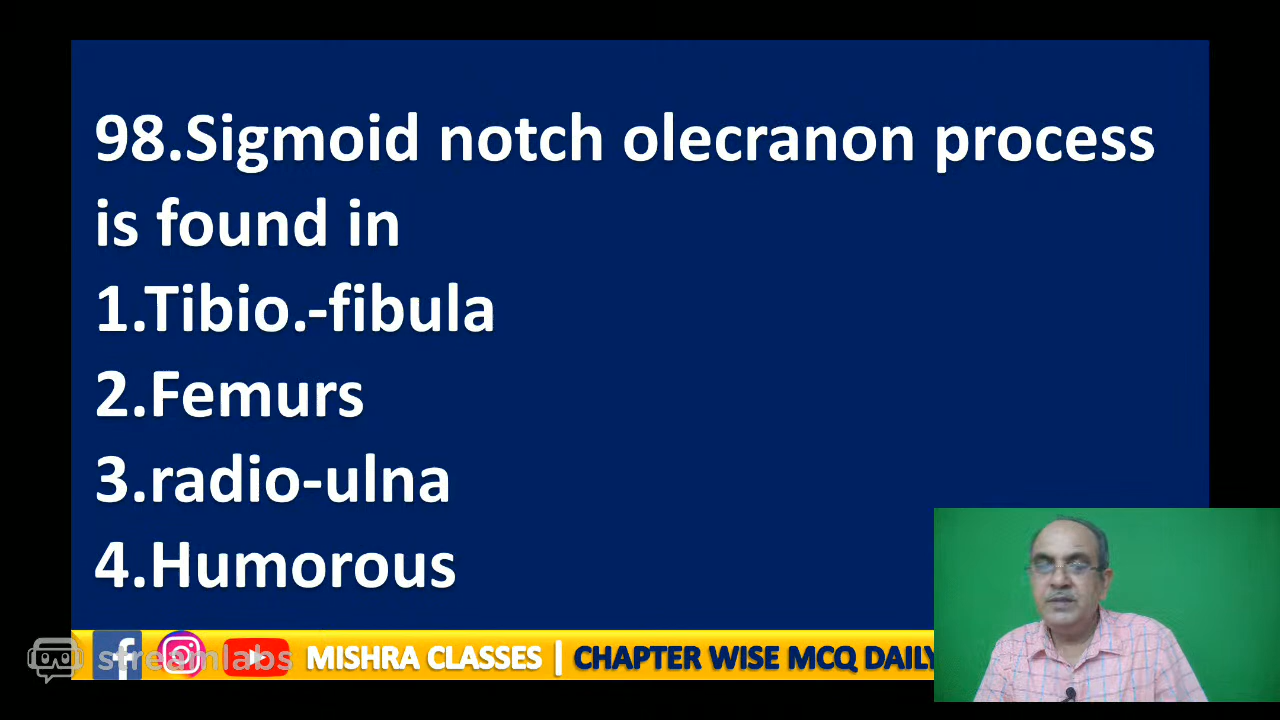 98.Sigmoid notch olecranon process
is found in
1.Tibio.-fibula
2.Femurs
3.radio-ulna
4.Humorous
streamlabs
MISHRA CLASSES | CHAPTER WISE MCQ DAILY